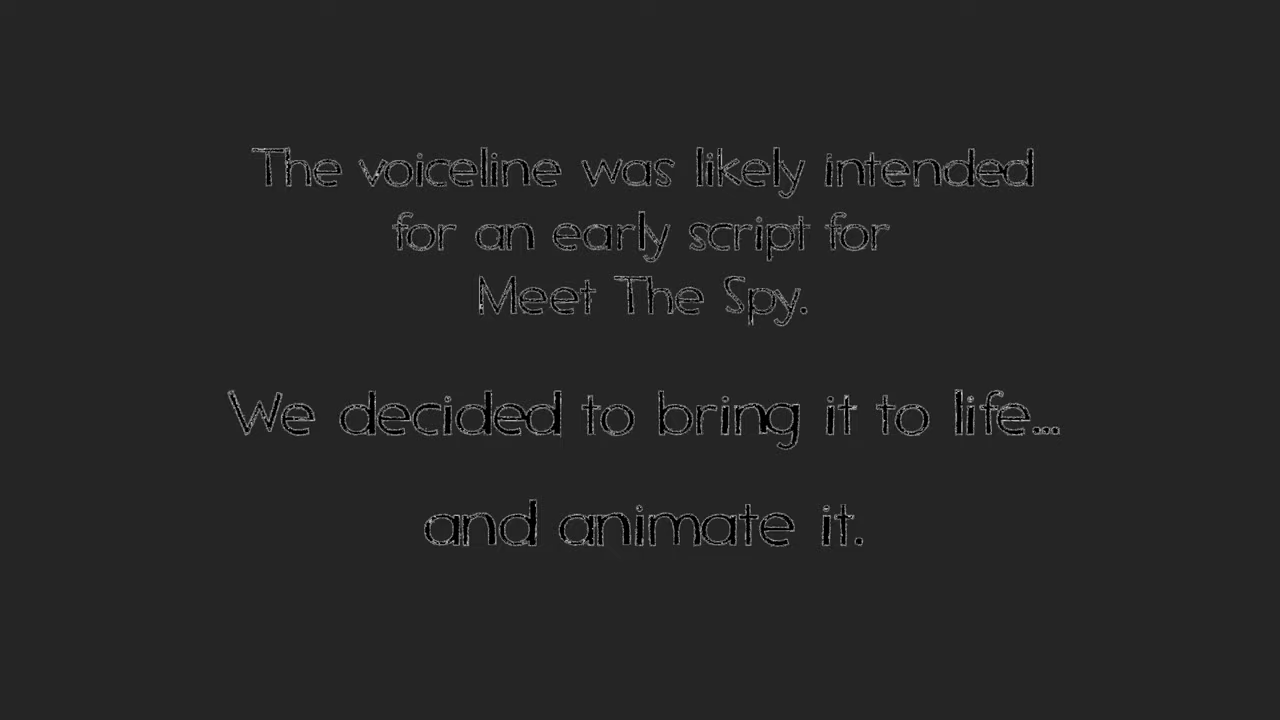 The voiceline was likely intended
for an early script for
Meet The Spy.
We decided to bring it to life...
and animate it.